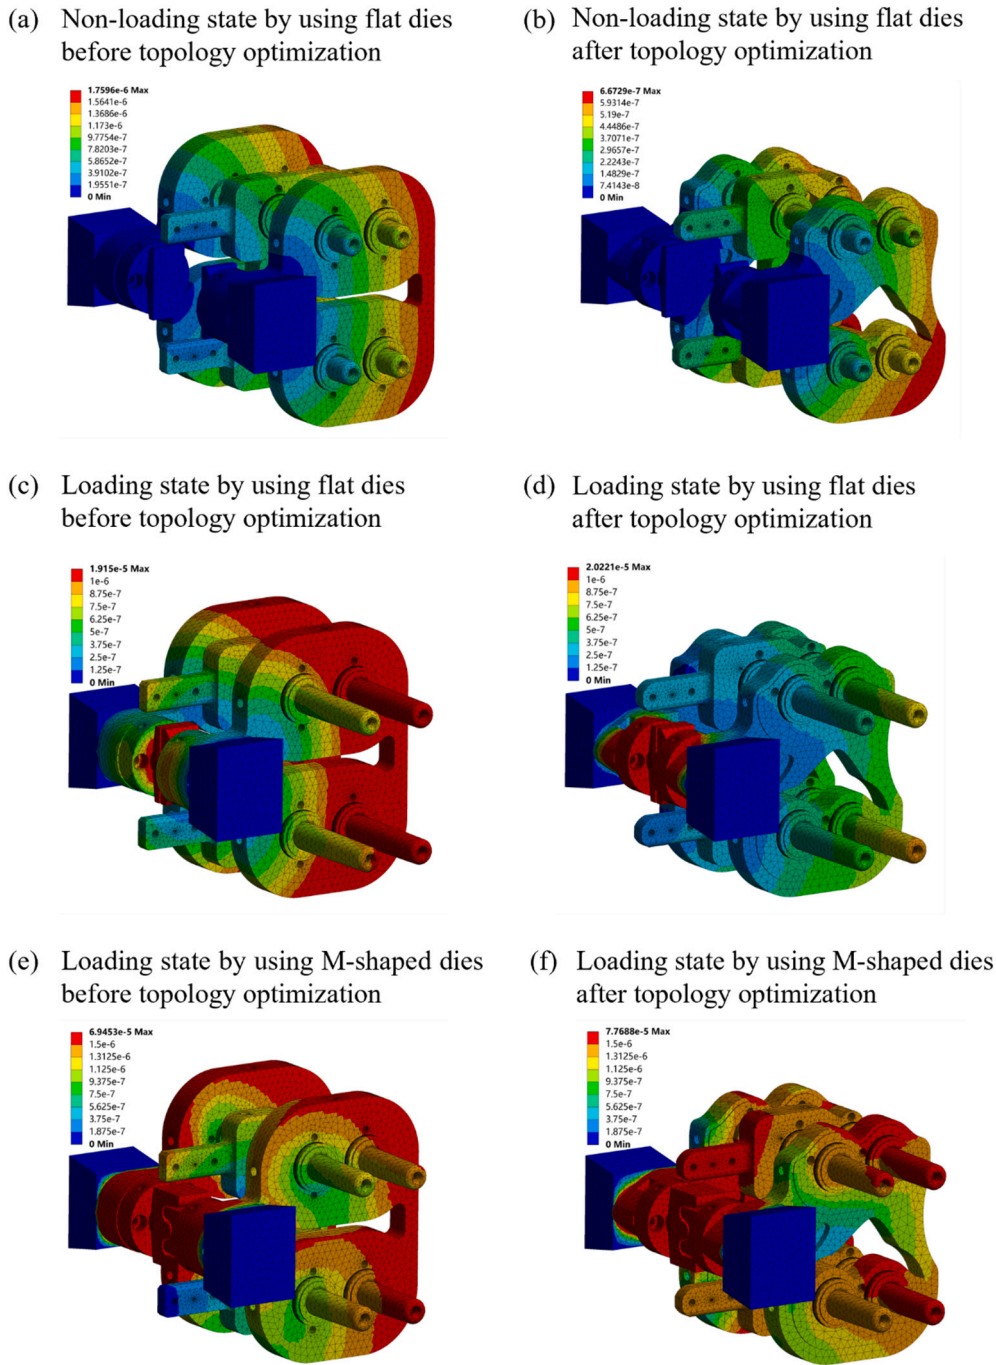 (a) Non-loading state by using flat dies
before topology optimization
1.7596e-6 Max
1.5641e-6
1.3686e-6
1.173e-6
9.7754e-7
7.8203e-7
5.8652e-7
3.9102e-7
1.9551e-7
0 Min
(b) Non-loading state by using flat dies
after topology optimization
6.6729e-7 Max
5.9314e-7
5.19e-7
4.4486e-7
3.7071e-7
2.9657e-7
2.2243e-7
1.4829e-7
7.4143e-8
0 Min
(c) Loading state by using flat dies
before topology optimization
1.915e-5 Max
1e-6
8.75e-7
7.5e-7
6.25e-7
5e-7
3.75e-7
2.5e-7
1.25e-7
0 Min
(d) Loading state by using flat dies
after topology optimization
2.0221e-5 Max
1e-6
8.75e-7
7.5e-7
6.25e-7
5e-7
3.75e-7
2.5e-7
1.25e-7
0 Min
(e) Loading state by using M-shaped dies
before topology optimization
6.9453e-5 Max
1.5e-6
1.3125e-6
1.125e-6
9.375e-7
7.5e-7
5.625e-7
3.75e-7
1.875e-7
0 Min
(f) Loading state by using M-shaped dies
after topology optimization
7.7688e-5 Max
1.5e-6
1.3125e-6
1.125e-6
9.375e-7
7.5e-7
5.625e-7
3.75e-7
1.875e-7
0 Min